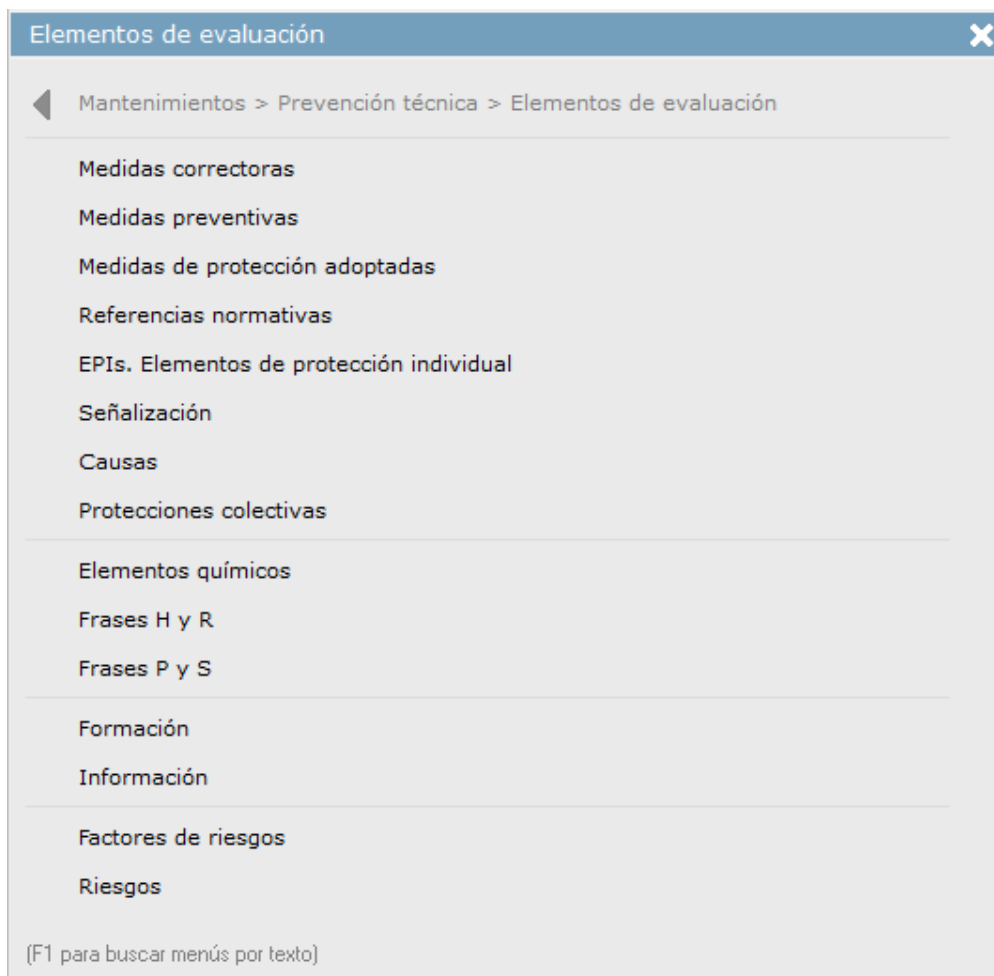 Elementos de evaluación
Mantenimientos > Prevención técnica > Elementos de evaluación
Medidas correctoras
Medidas preventivas
Medidas de protección adoptadas
Referencias normativas
EPIs. Elementos de protección individual
Señalización
Causas
Protecciones colectivas
Elementos químicos
Frases H y R
Frases P y S
Formación
Información
Factores de riesgos
Riesgos
(F1 para buscar menús por texto)